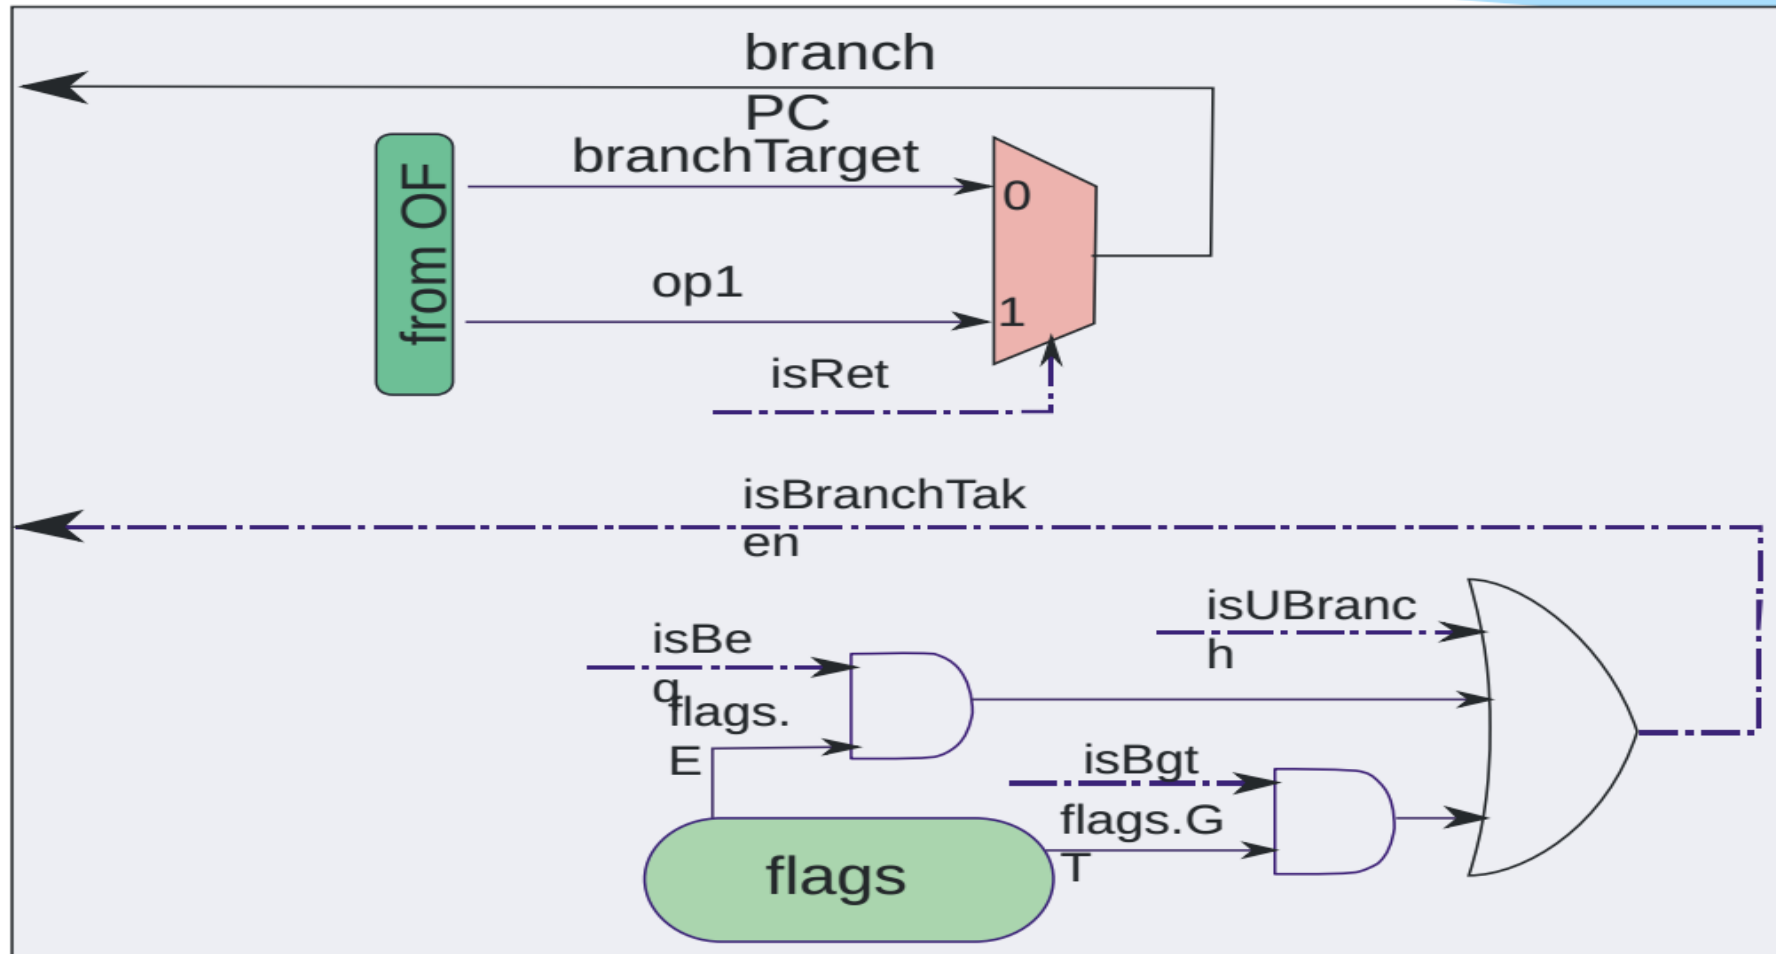 branch
PC
branchTarget
0
from OF
op1
1
isRet
isBranchTak
en
isUBranc
h
isBe
q
flags.
E
isBgt
flags.G
T
flags